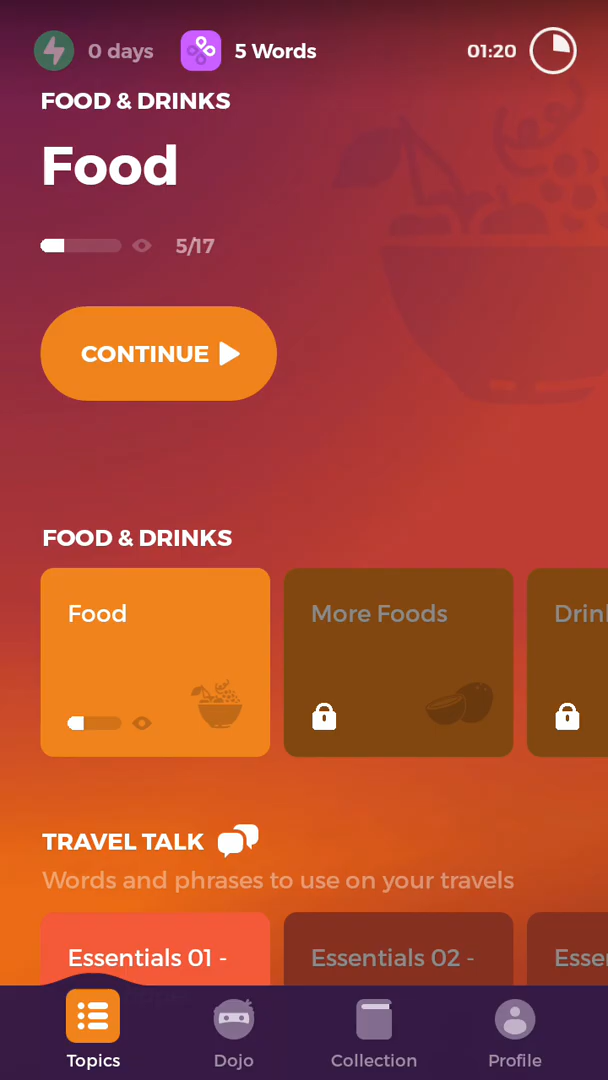 0 days
5 Words
01:20
FOOD & DRINKS
Food
5/17
CONTINUE
FOOD & DRINKS
Food
More Foods
TRAVEL TALK
Words and phrases to use on your travels
Essentials 01 -
Essentials 02 -
Topics
Dojo
Collection
Profile